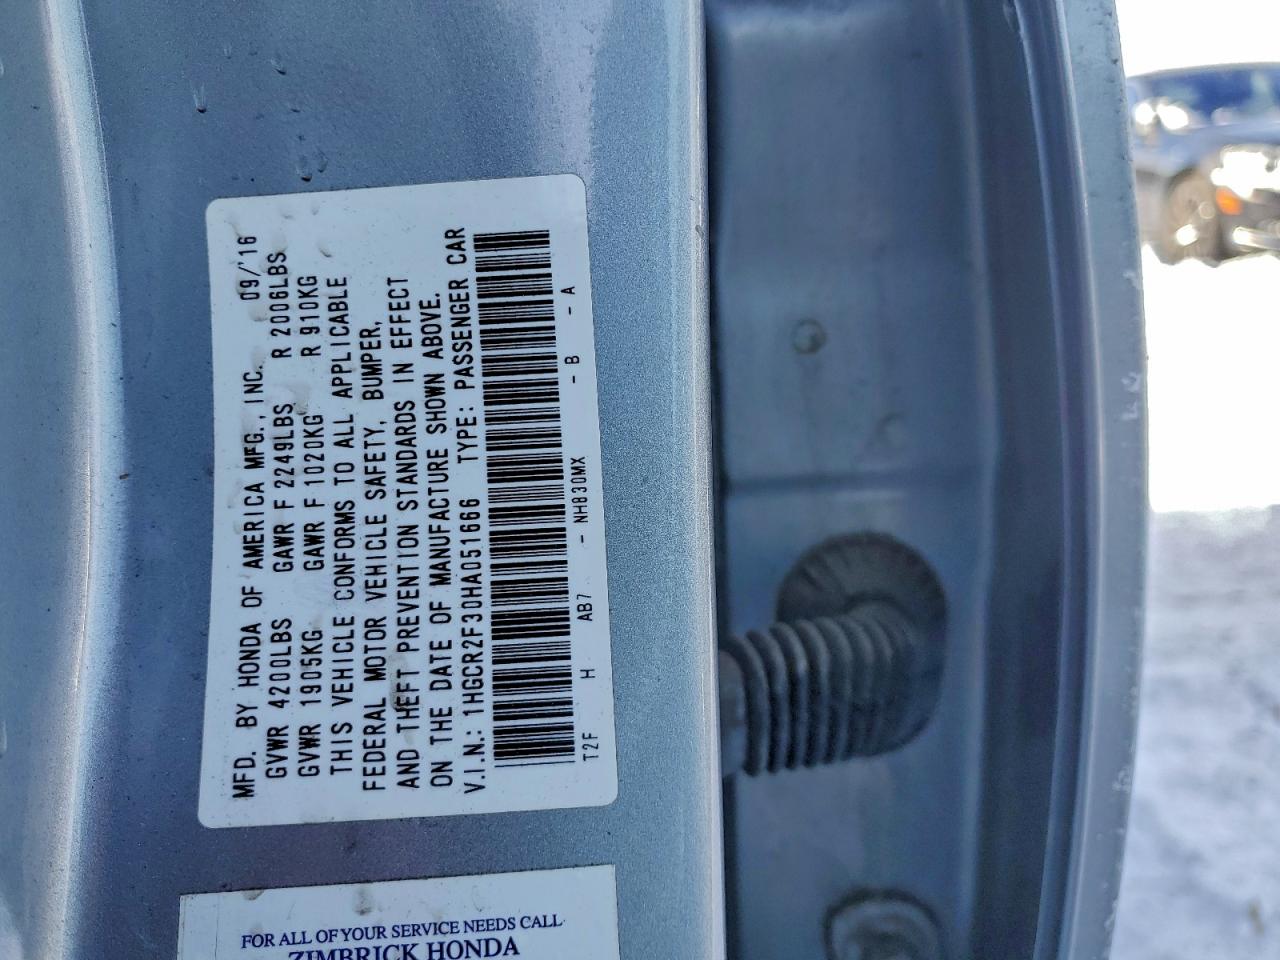 MFD. BY HONDA OF AMERICA MFG., INC. 09/'16
GVWR 4200LBS GAWR F 2249LBS R 2006LBS
GVWR 1905KG GAWR F 1020KG R 910KG
THIS VEHICLE CONFORMS TO ALL APPLICABLE
FEDERAL MOTOR VEHICLE SAFETY, BUMPER,
AND THEFT PREVENTION STANDARDS IN EFFECT
ON THE DATE OF MANUFACTURE SHOWN ABOVE.
V.I.N.: 1HGCR2F30HA051666 TYPE: PASSENGER CAR
T2F H AB7 - NH830MX - B - A
FOR ALL OF YOUR SERVICE NEEDS CALL
ZIMBRICK HONDA